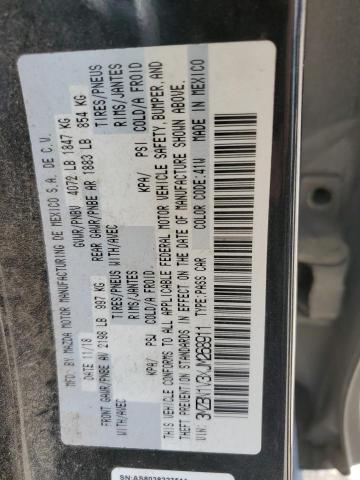 MFD. BY MAZDA MOTOR MANUFACTURING DE MEXICO S.A. DE C.V.
DATE 11/18 GVWR/PNBV 4072 LB 1847 KG
FRONT GAWR/PNBE AV 2198 LB 997 KG REAR GAWR/PNBE AR 1883 LB 854 KG
TIRES/PNEUS WITH/AVEC TIRES/PNEUS
RIMS/JANTES WITH/AVEC RIMS/JANTES
KPA/ PSI COLD/A FROID KPA/ PSI COLD/A FROID
THIS VEHICLE CONFORMS TO ALL APPLICABLE FEDERAL MOTOR VEHICLE SAFETY, BUMPER, AND
THEFT PREVENTION STANDARDS IN EFFECT ON THE DATE OF MANUFACTURE SHOWN ABOVE.
VIN: TYPE: PASS CAR COLOR CODE: 41W MADE IN MEXICO